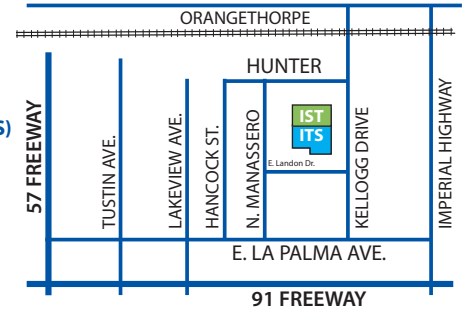 ORANGETHORPE
HUNTER
S)
57 FREEWAY
TUSTIN AVE.
LAKEVIEW AVE.
HANCOCK ST.
N. MANASSERO
IST
ITS
E. Landon Dr.
KELLOGG DRIVE
IMPERIAL HIGHWAY
E. LA PALMA AVE.
91 FREEWAY